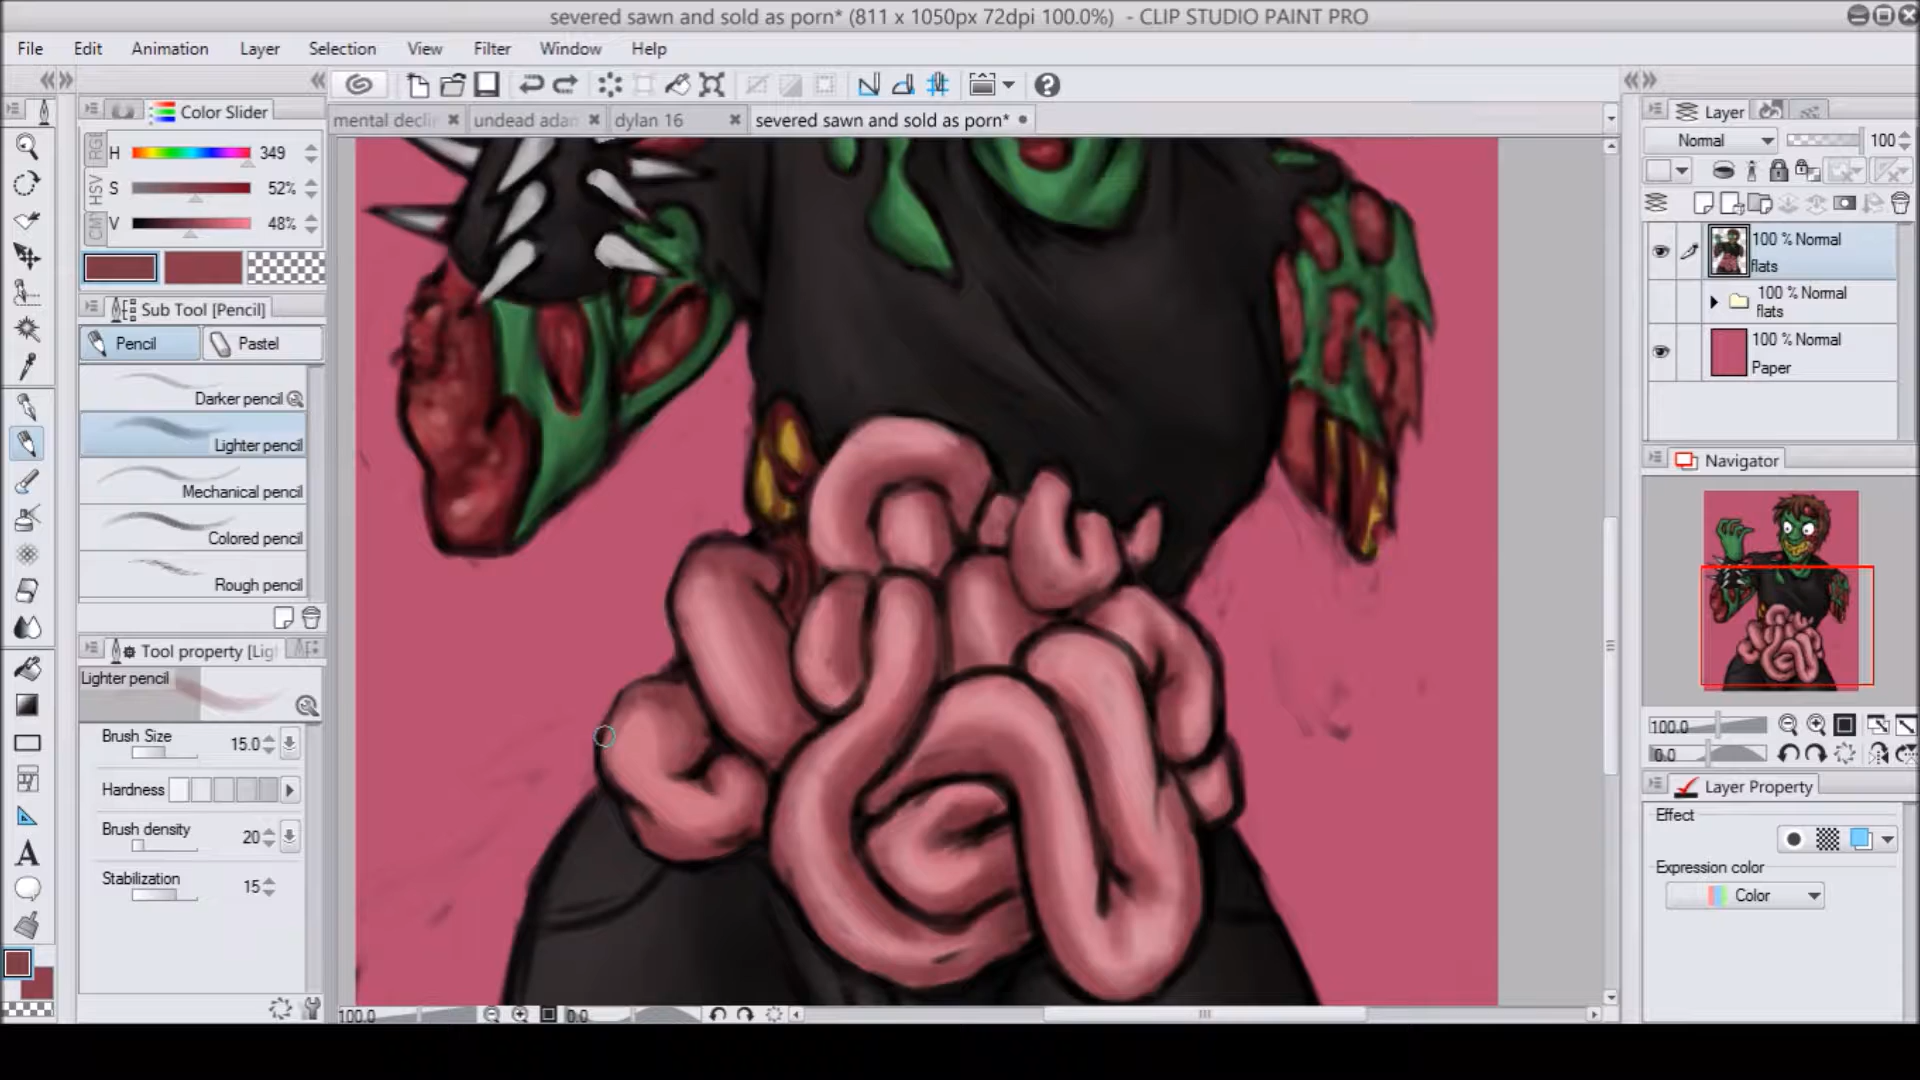 severed sawn and sold as porn* (811 x 1050px 72dpi 100.0%) - CLIP STUDIO PAINT PRO
File Edit Animation Layer Selection View Filter Window Help
Color Slider
H 349
S 52%
V 48%
RG
HSV
CM
Sub Tool [Pencil]
Pencil Pastel
Darker pencil
Lighter pencil
Mechanical pencil
Colored pencil
Rough pencil
Tool property [Lig
Lighter pencil
Brush Size 15.0
Hardness
Brush density 20
Stabilization 15
mental decli undead adan dylan 16 severed sawn and sold as porn*
100.0 0.0
Layer
Normal 100
100 % Normal
flats
100 % Normal
flats
100 % Normal
Paper
Navigator
100.0
0.0
Layer Property
Effect
Expression color
Color